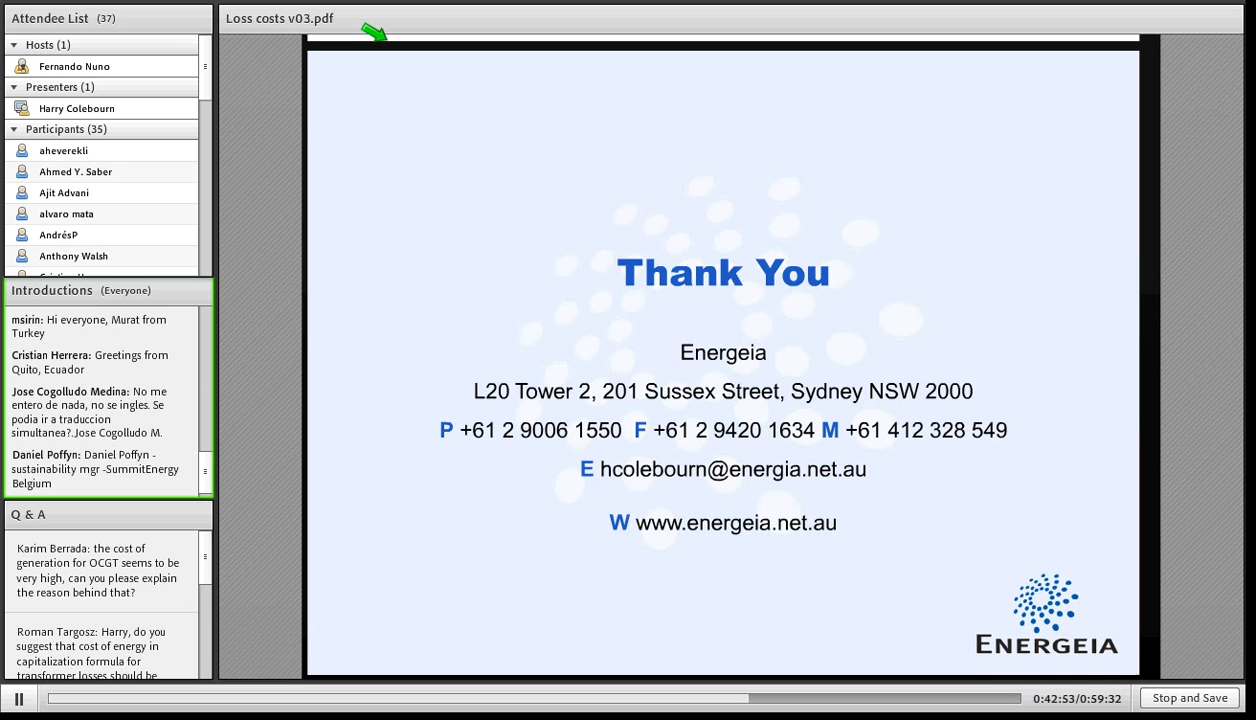 Attendee List (37)
Hosts (1)
Fernando Nuno
Presenters (1)
Harry Colebourn
Participants (35)
aheverekli
Ahmed Y. Saber
Ajit Advani
alvaro mata
AndrésP
Anthony Walsh
Introductions (Everyone)
msirin: Hi everyone, Murat from
Turkey
Cristian Herrera: Greetings from
Quito, Ecuador
Jose Cogolludo Medina: No me
entero de nada, no se ingles. Se
podia ir a traduccion
simultanea?.Jose Cogolludo M.
Daniel Poffyn: Daniel Poffyn -
sustainability mgr -SummitEnergy
Belgium
Q & A
Karim Berrada: the cost of
generation for OCGT seems to be
very high, can you please explain
the reason behind that?
Roman Targosz: Harry, do you
suggest that cost of energy in
capitalization formula for
transformer losses should be
Loss costs v03.pdf
Thank You
Energeia
L20 Tower 2, 201 Sussex Street, Sydney NSW 2000
P +61 2 9006 1550 F +61 2 9420 1634 M +61 412 328 549
E hcolebourn@energia.net.au
W www.energeia.net.au
ENERGEIA
0:42:53/0:59:32
Stop and Save